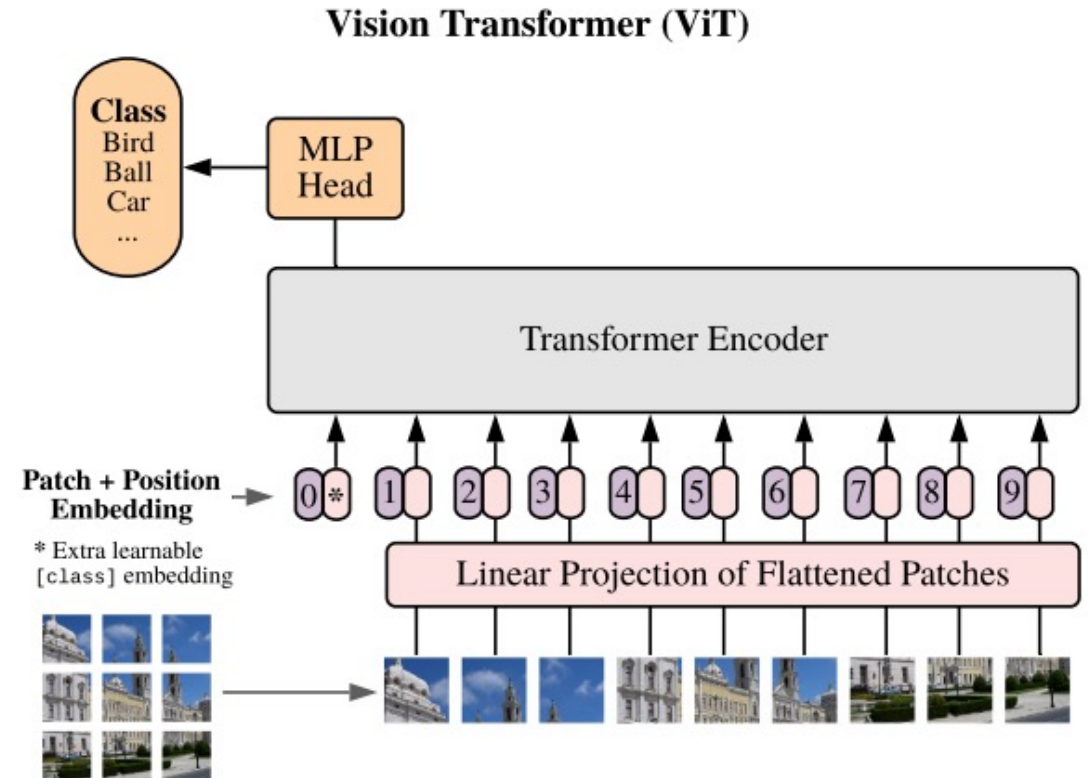 Vision Transformer (ViT)
Class
Bird
Ball
Car
...
MLP
Head
Transformer Encoder
Patch + Position
Embedding
0 * 1 2 3 4 5 6 7 8 9
* Extra learnable
[class] embedding
Linear Projection of Flattened Patches